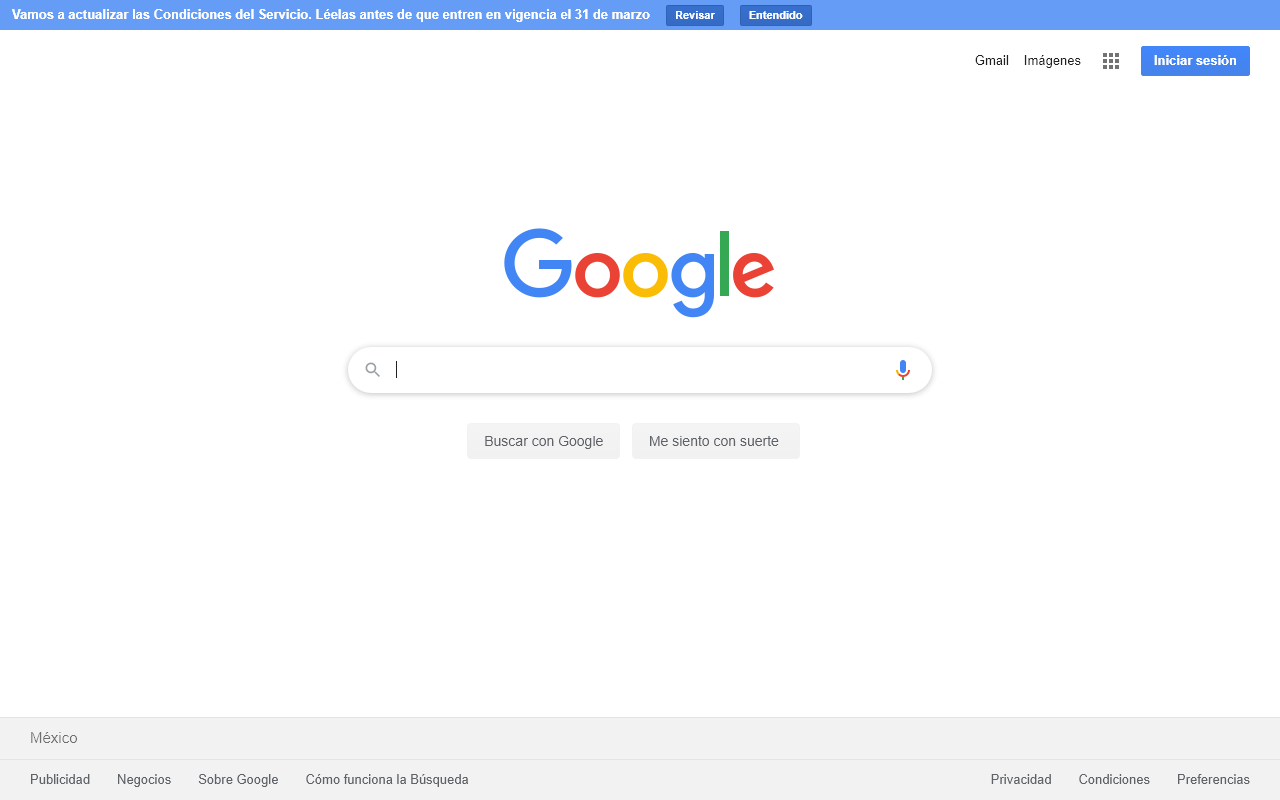 Vamos a actualizar las Condiciones del Servicio. Léelas antes de que entren en vigencia el 31 de marzo Revisar Entendido
Gmail Imágenes Iniciar sesión
Google
Buscar con Google Me siento con suerte
México
Publicidad Negocios Sobre Google Cómo funciona la Búsqueda Privacidad Condiciones Preferencias